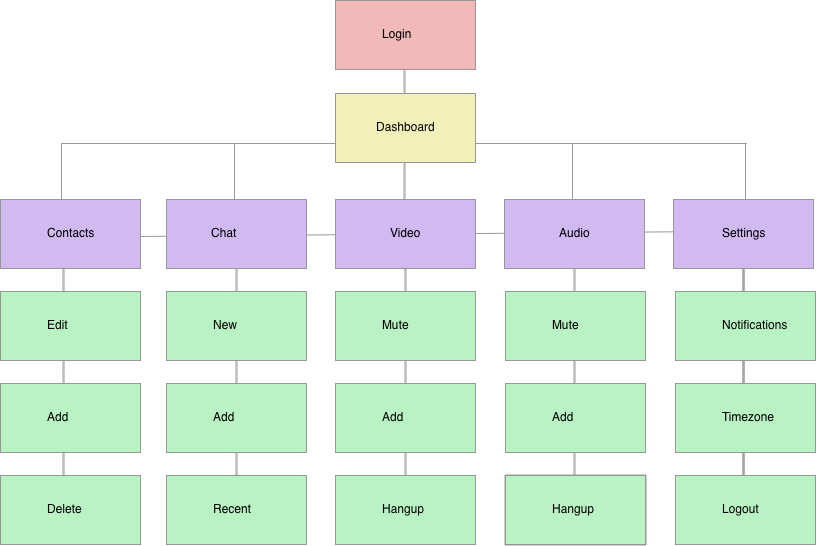 Login
Dashboard
Contacts
Chat
Video
Audio
Settings
Edit
New
Mute
Mute
Notifications
Add
Add
Add
Add
Timezone
Delete
Recent
Hangup
Hangup
Logout